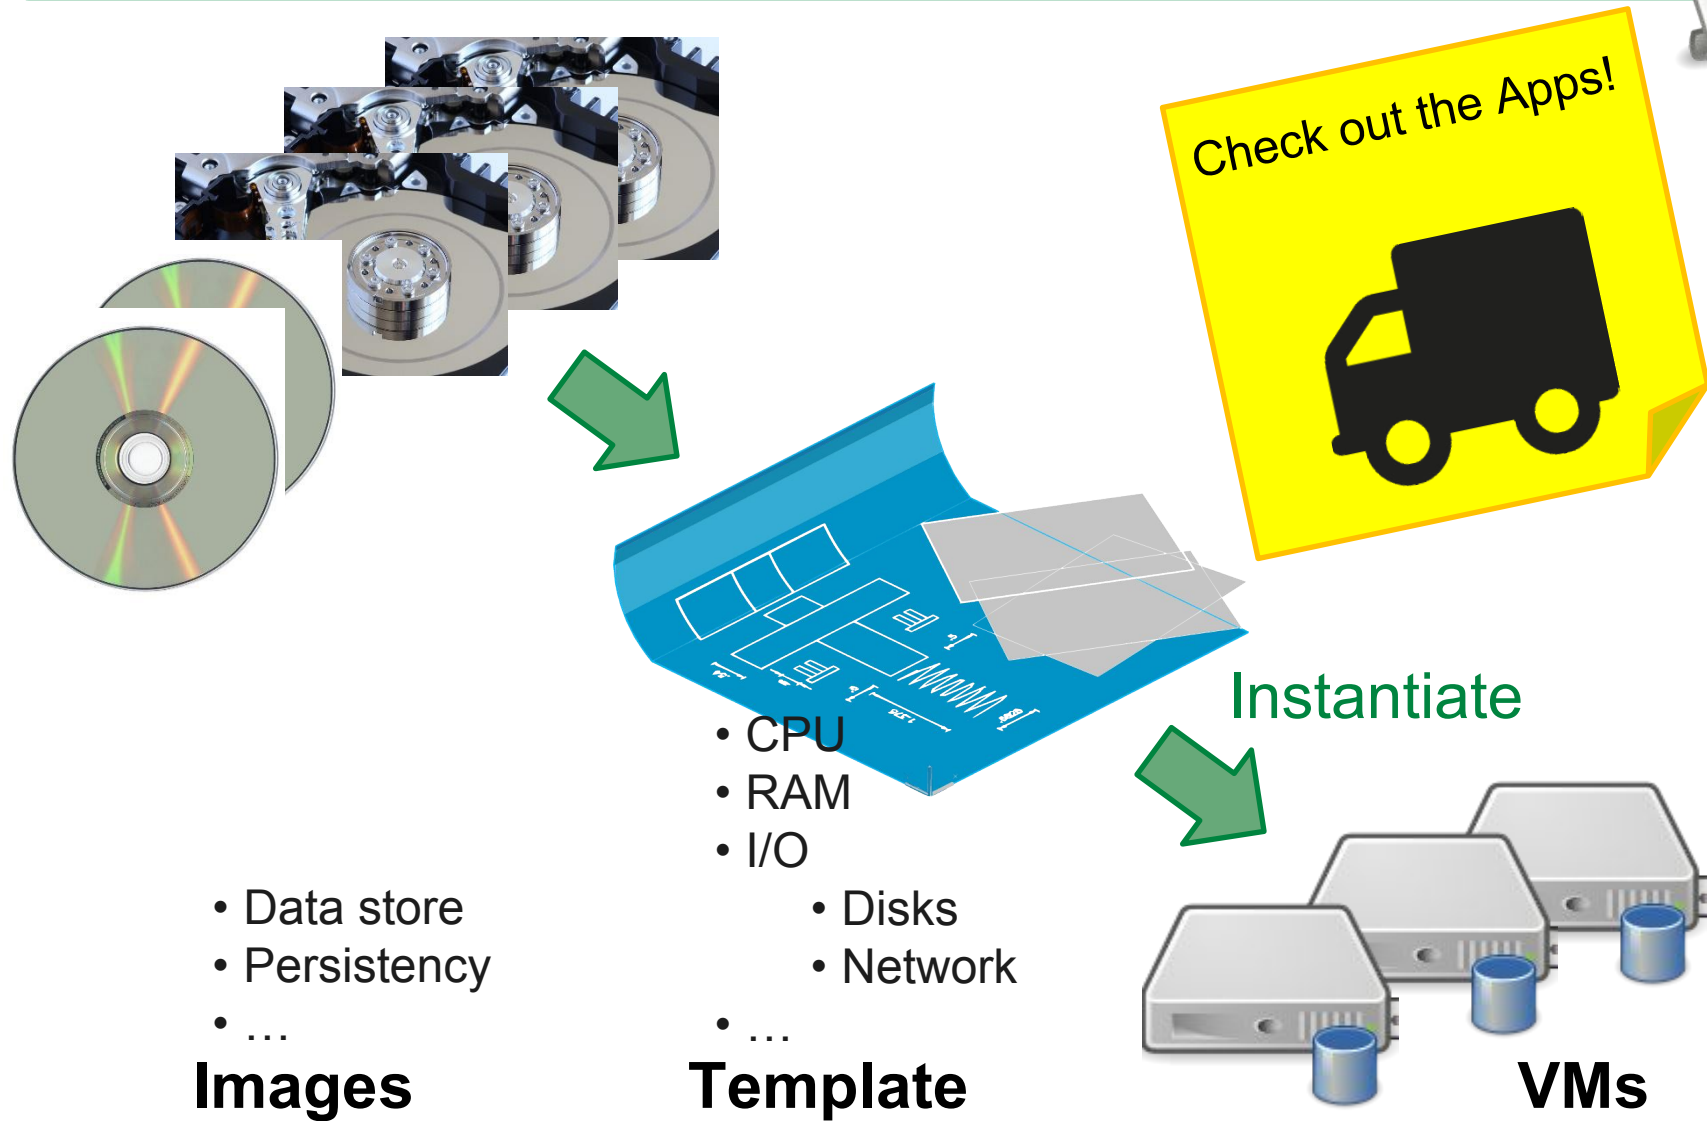 Check out the Apps!
Instantiate
• CPU
• RAM
• I/O
• Disks
• Network
• …
• Data store
• Persistency
• …
Images
Template
VMs